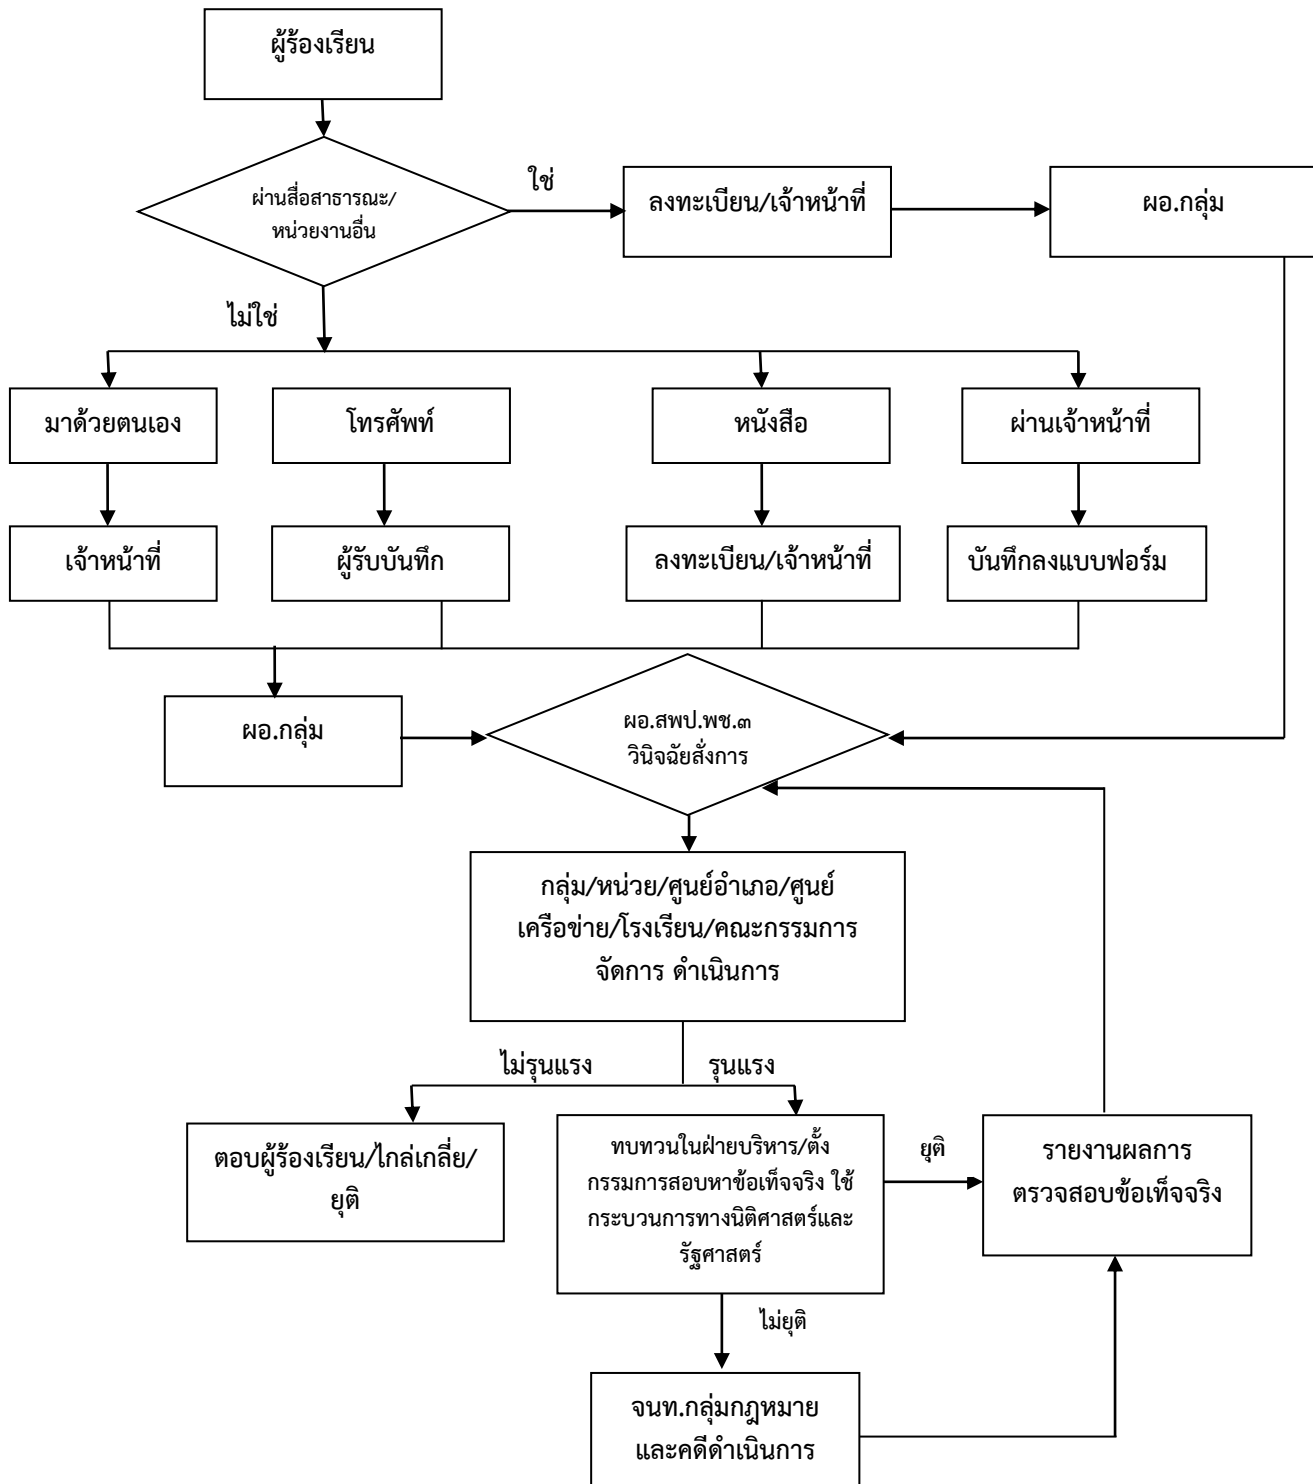 ผู้ร้องเรียน
ผ่านสื่อสาธารณะ/
หน่วยงานอื่น
ใช่
ลงทะเบียน/เจ้าหน้าที่
ผอ.กลุ่ม
ไม่ใช่
มาด้วยตนเอง
โทรศัพท์
หนังสือ
ผ่านเจ้าหน้าที่
เจ้าหน้าที่
ผู้รับบันทึก
ลงทะเบียน/เจ้าหน้าที่
บันทึกลงแบบฟอร์ม
ผอ.กลุ่ม
ผอ.สพป.พช.๓
วินิจฉัยสั่งการ
กลุ่ม/หน่วย/ศูนย์อำเภอ/ศูนย์
เครือข่าย/โรงเรียน/คณะกรรมการ
จัดการ ดำเนินการ
ไม่รุนแรง
รุนแรง
ตอบผู้ร้องเรียน/ไกล่เกลี่ย/
ยุติ
ทบทวนในฝ่ายบริหาร/ตั้ง
กรรมการสอบหาข้อเท็จจริง ใช้
กระบวนการทางนิติศาสตร์และ
รัฐศาสตร์
ยุติ
รายงานผลการ
ตรวจสอบข้อเท็จจริง
ไม่ยุติ
จนท.กลุ่มกฎหมาย
และคดีดำเนินการ